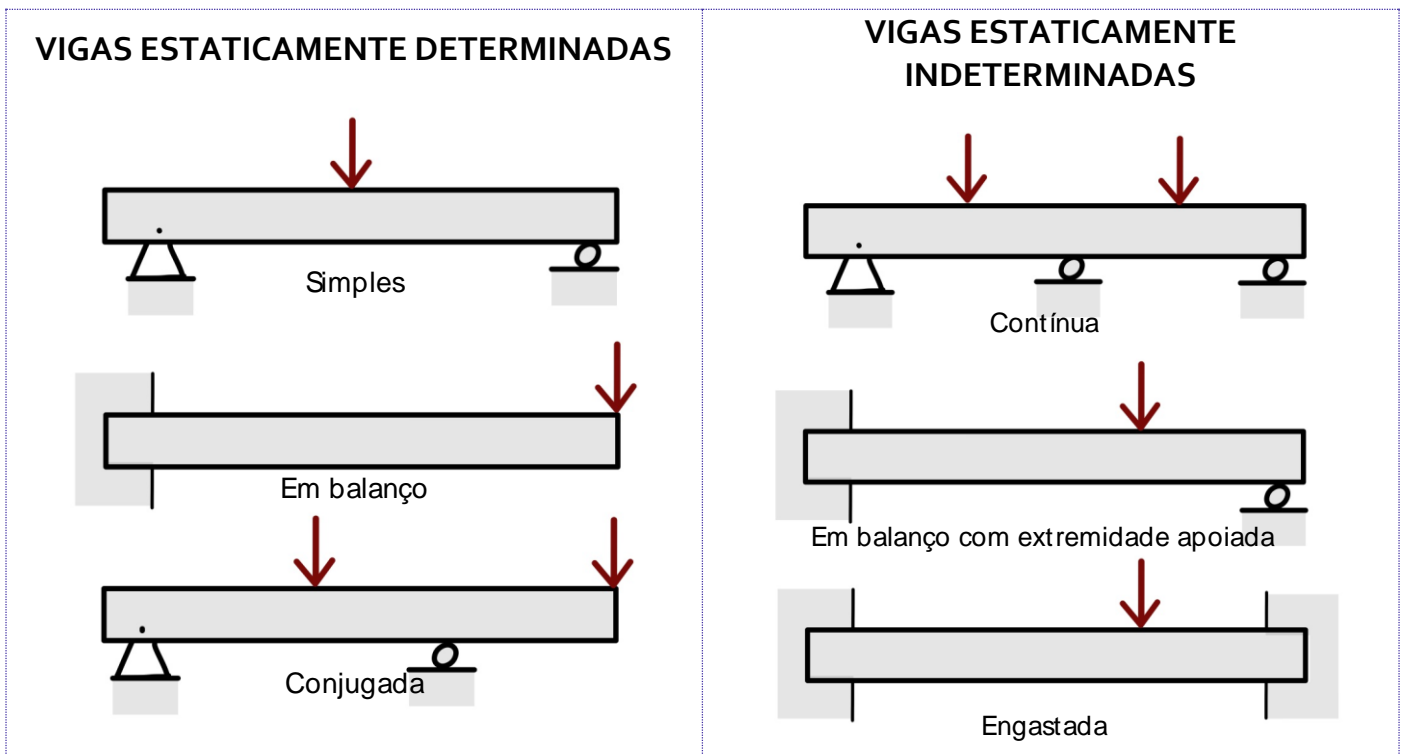 VIGAS ESTATICAMENTE DETERMINADAS
Simples
Em balanço
Conjugada
VIGAS ESTATICAMENTE
INDETERMINADAS
Contínua
Em balanço com extremidade apoiada
Engastada